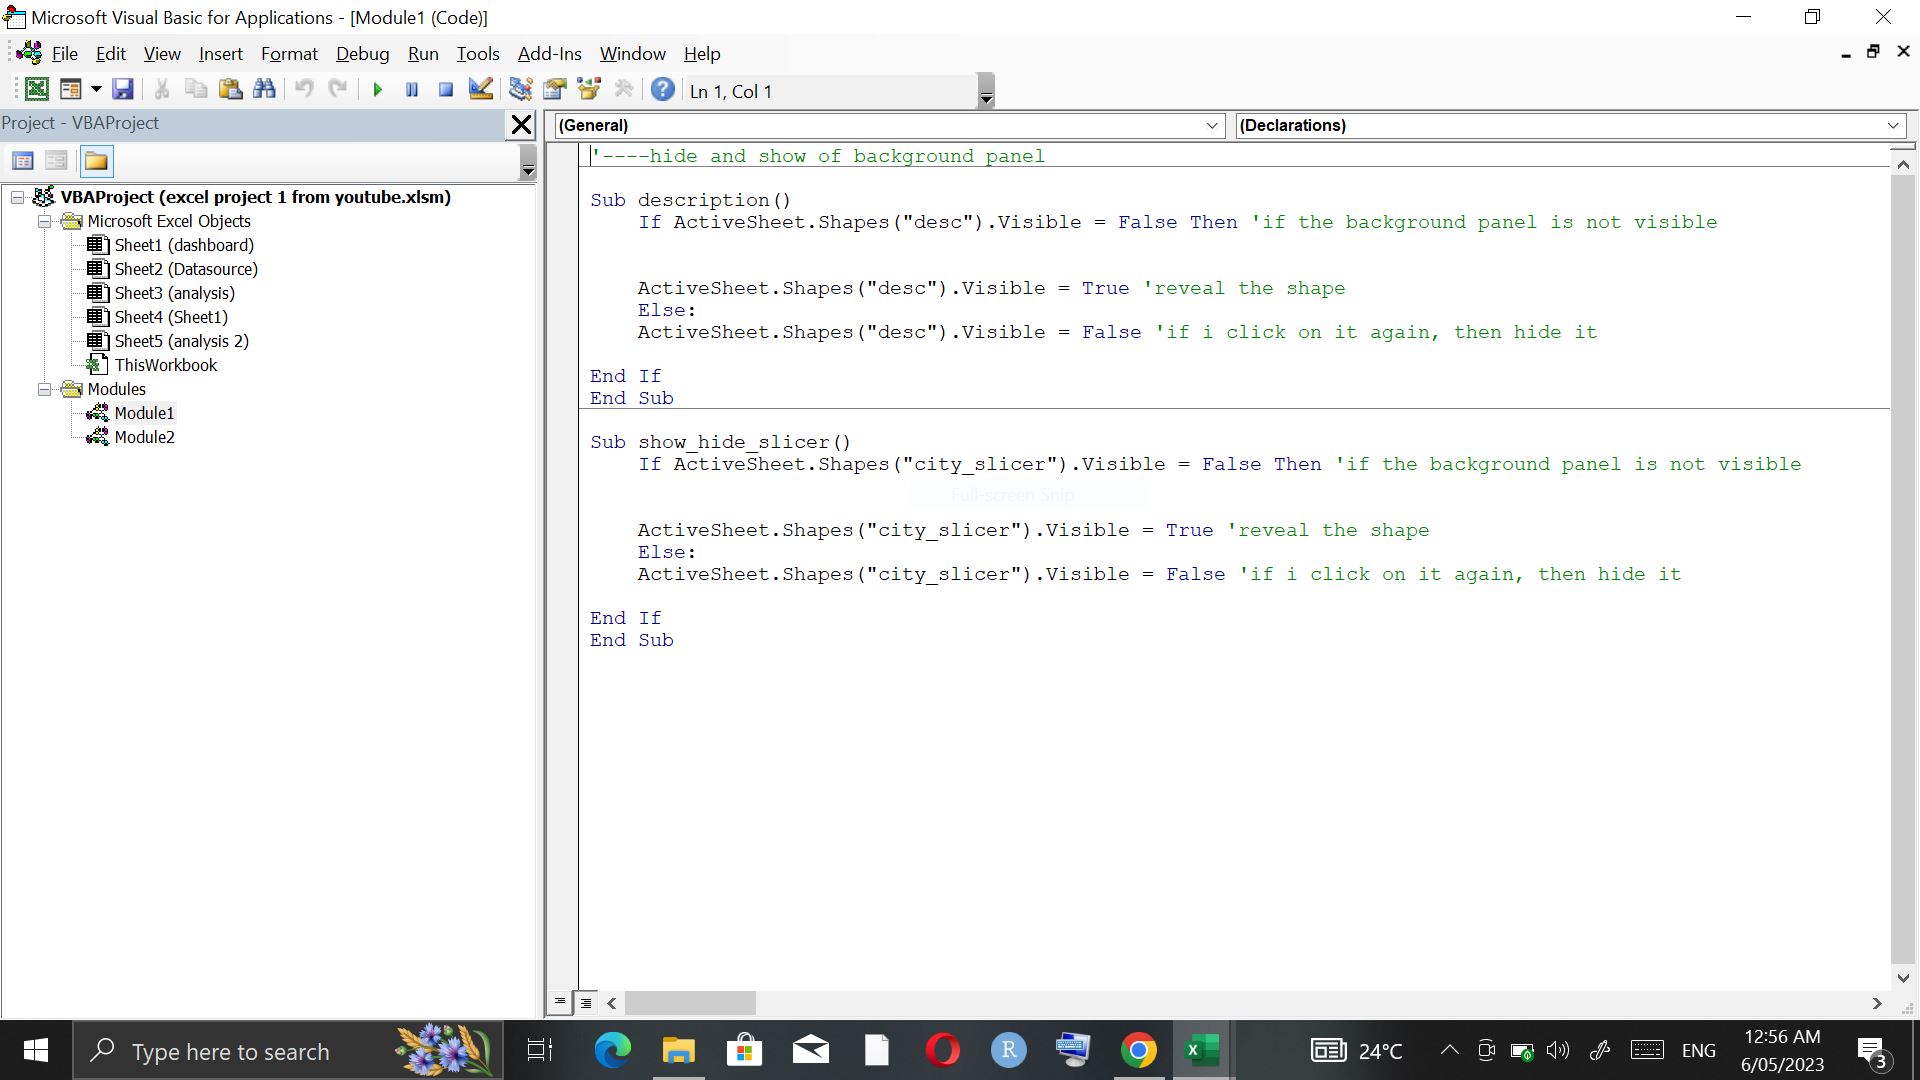 Microsoft Visual Basic for Applications - [Module1 (Code)]
File Edit View Insert Format Debug Run Tools Add-Ins Window Help
Ln 1, Col 1
Project - VBAProject
(General) (Declarations)
VBAProject (excel project 1 from youtube.xlsm)
Microsoft Excel Objects
Sheet1 (dashboard)
Sheet2 (Datasource)
Sheet3 (analysis)
Sheet4 (Sheet1)
Sheet5 (analysis 2)
ThisWorkbook
Modules
Module1
Module2
'----hide and show of background panel
Sub description()
If ActiveSheet.Shapes("desc").Visible = False Then 'if the background panel is not visible
ActiveSheet.Shapes("desc").Visible = True 'reveal the shape
Else:
ActiveSheet.Shapes("desc").Visible = False 'if i click on it again, then hide it
End If
End Sub
Sub show_hide_slicer()
If ActiveSheet.Shapes("city_slicer").Visible = False Then 'if the background panel is not visible
Full-screen Snip
ActiveSheet.Shapes("city_slicer").Visible = True 'reveal the shape
Else:
ActiveSheet.Shapes("city_slicer").Visible = False 'if i click on it again, then hide it
End If
End Sub
Type here to search
R
X
24°C
ENG
12:56 AM
6/05/2023
3